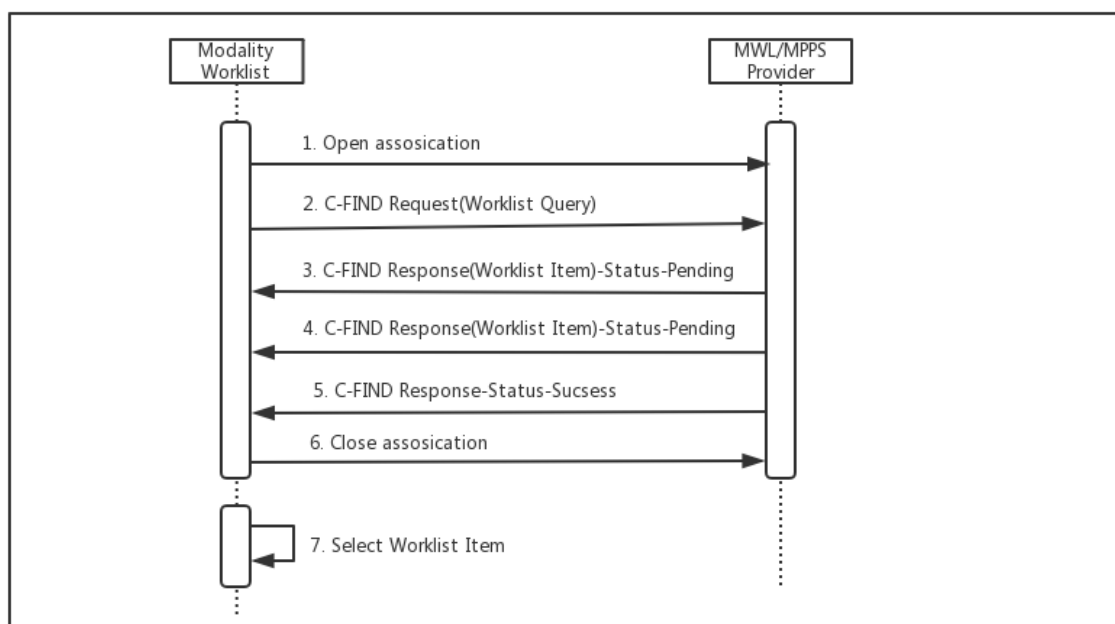 Modality
Worklist
MWL/MPPS
Provider
1. Open assosication
2. C-FIND Request(Worklist Query)
3. C-FIND Response(Worklist Item)-Status-Pending
4. C-FIND Response(Worklist Item)-Status-Pending
5. C-FIND Response-Status-Sucsess
6. Close assosication
7. Select Worklist Item